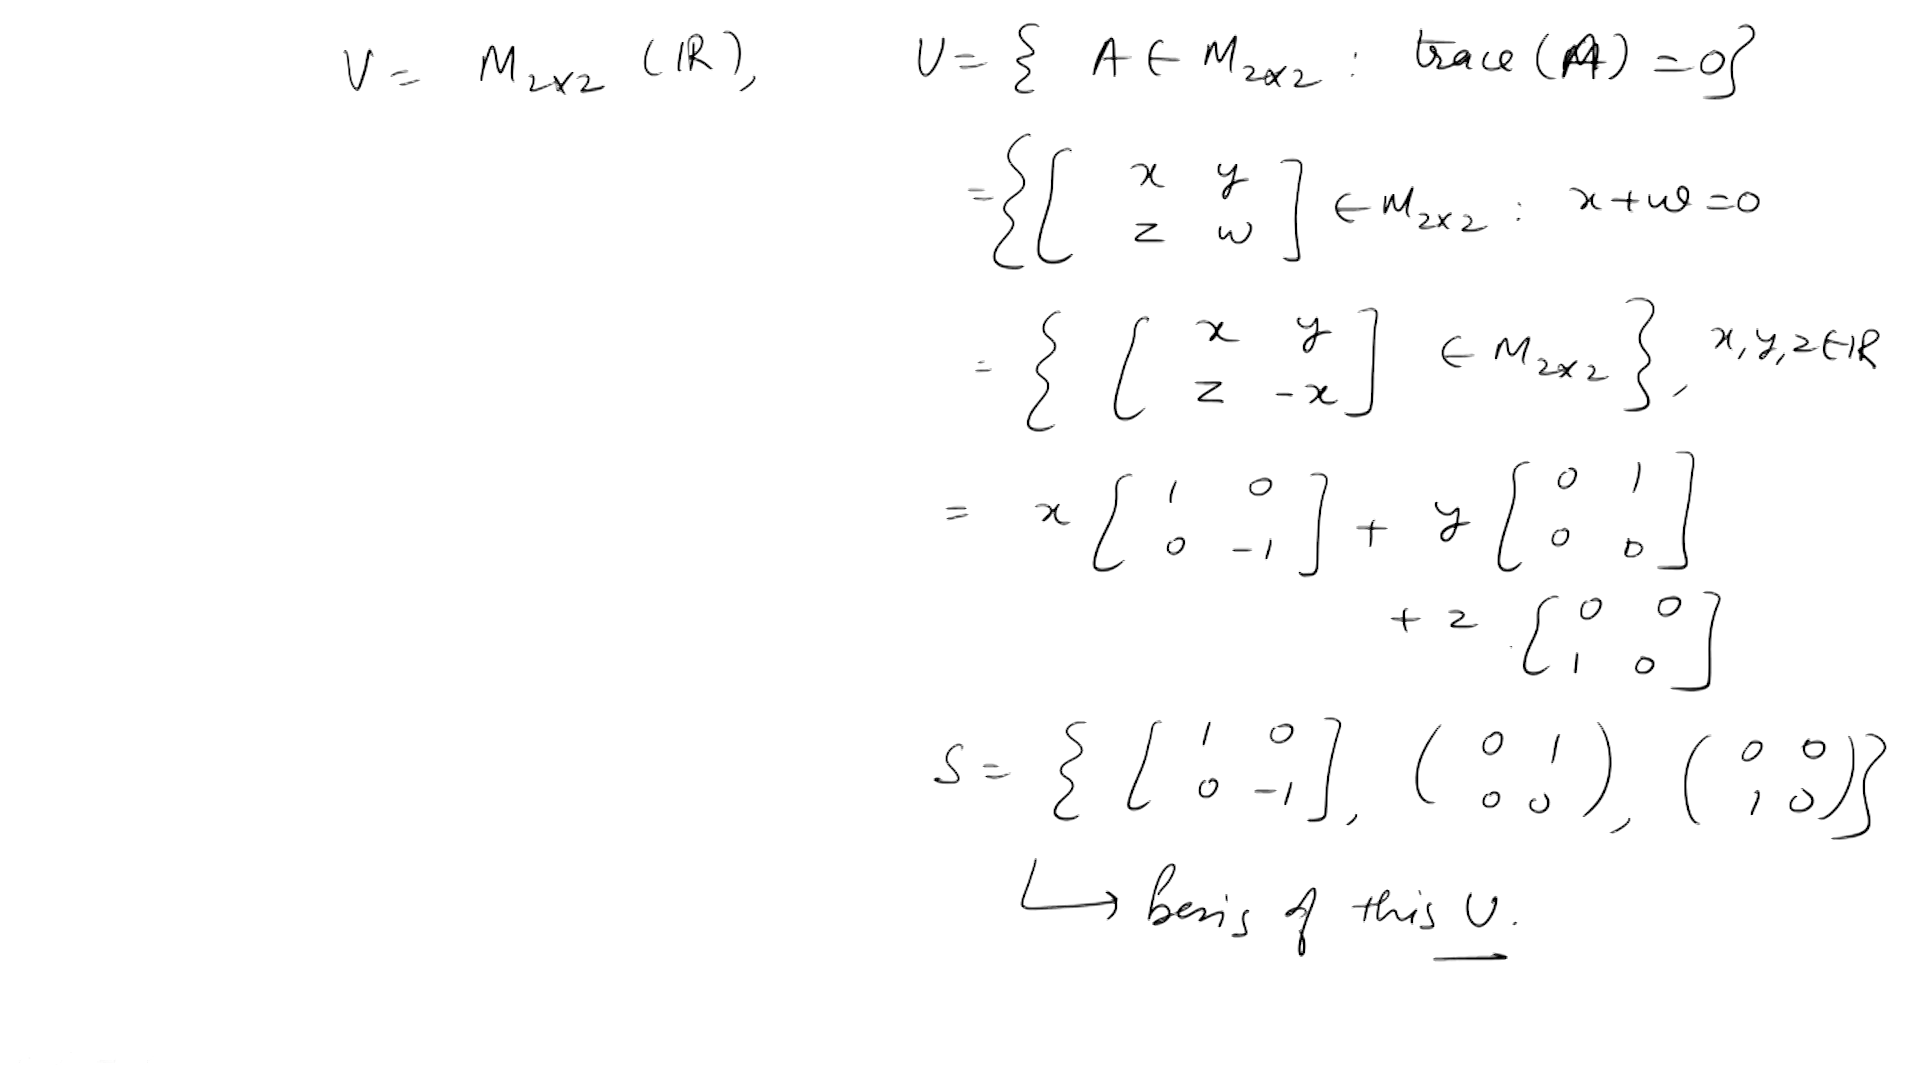 V = M₂ₓ₂ (ℝ), U = { A ∈ M₂ₓ₂ : trace (A) = 0 }
= { [ x y ; z w ] ∈ M₂ₓ₂ : x + w = 0
= { [ x y ; z -x ] ∈ M₂ₓ₂ } , x, y, z ∈ ℝ
= x [ 1 0 ; 0 -1 ] + y [ 0 1 ; 0 0 ]
+ z [ 0 0 ; 1 0 ]
S = { [ 1 0 ; 0 -1 ] , ( 0 1 ; 0 0 ) , ( 0 0 ; 1 0 ) }
↳ basis of this U.